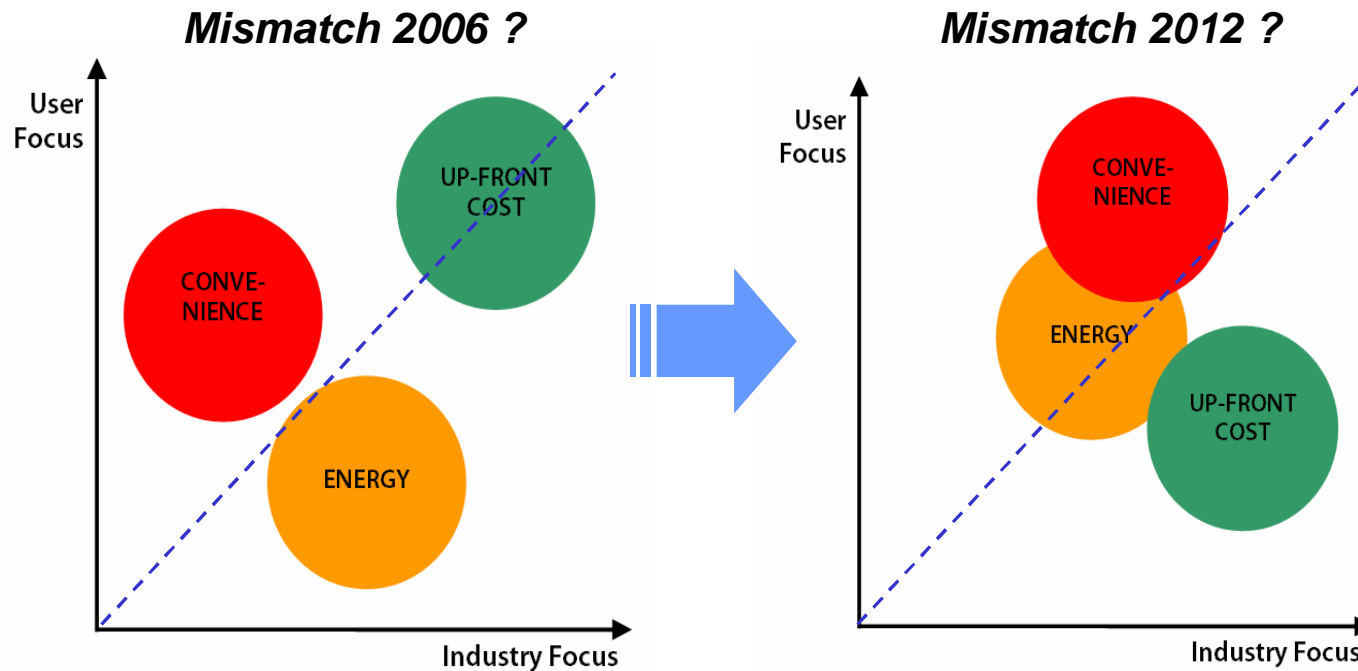 Mismatch 2006 ?
User
Focus
UP-FRONT
COST
CONVE-
NIENCE
ENERGY
Industry Focus
Mismatch 2012 ?
User
Focus
CONVE-
NIENCE
ENERGY
UP-FRONT
COST
Industry Focus